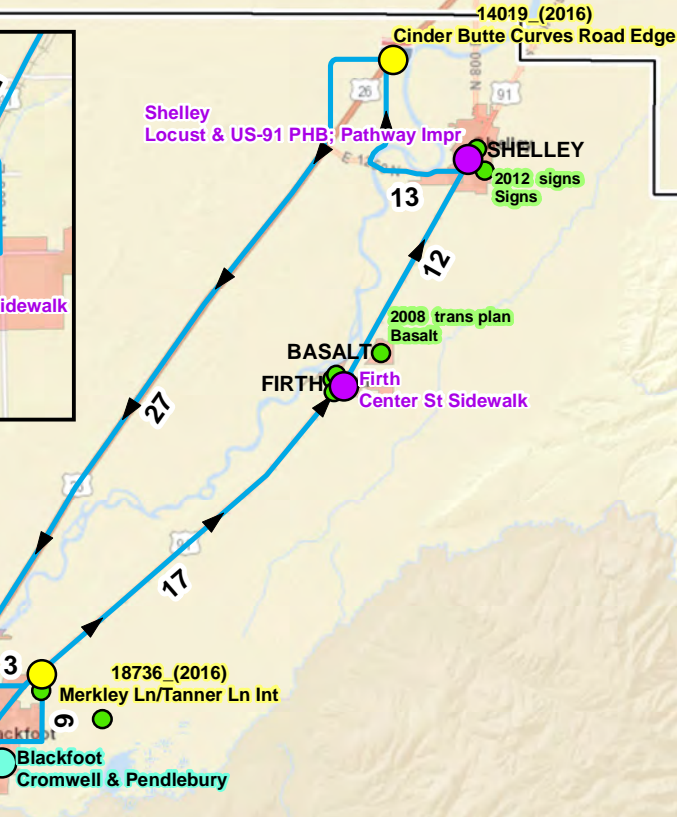 14019_(2016)
Cinder Butte Curves Road Edge
N 800 E
26
91
Shelley
Locust & US-91 PHB; Pathway Impr
SHELLEY
13
2012 signs
Signs
12
idewalk
2008 trans plan
Basalt
BASALT
FIRTH
Firth
Center St Sidewalk
27
17
3
18736_(2016)
Merkley Ln/Tanner Ln Int
9
ackfoot
Blackfoot
Cromwell & Pendlebury